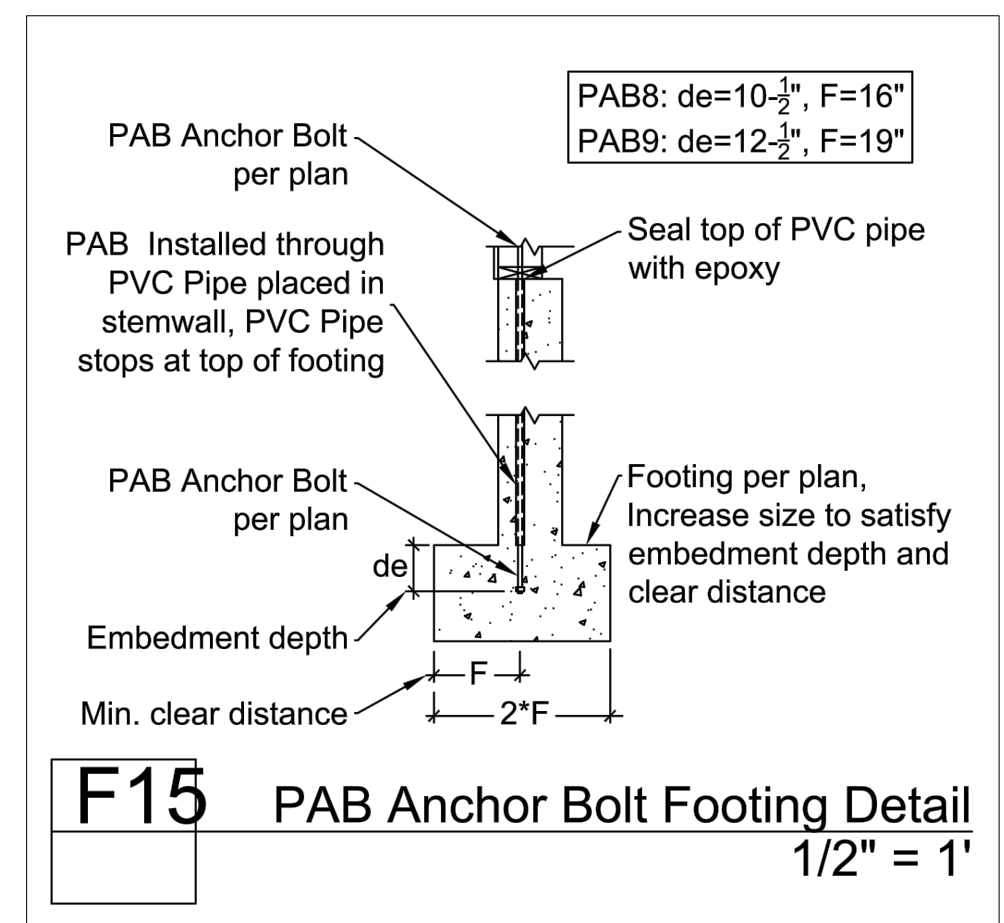 PAB8: de=10-1/2", F=16"
PAB9: de=12-1/2", F=19"
PAB Anchor Bolt
per plan
Seal top of PVC pipe
with epoxy
PAB  Installed through
PVC Pipe placed in
stemwall, PVC Pipe
stops at top of footing
PAB Anchor Bolt
per plan
Footing per plan,
Increase size to satisfy
embedment depth and
clear distance
de
Embedment depth
F
Min. clear distance
2*F
F15
PAB Anchor Bolt Footing Detail
1/2" = 1'